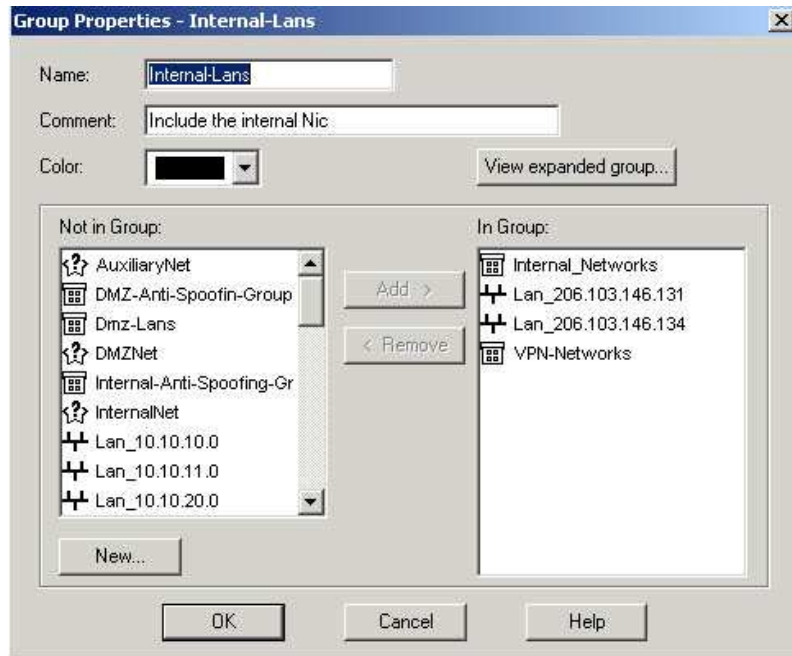 Group Properties - Internal-Lans
Name: Internal-Lans
Comment: Include the internal Nic
Color:
View expanded group...
Not in Group:
AuxiliaryNet
DMZ-Anti-Spoofin-Group
Dmz-Lans
DMZNet
Internal-Anti-Spoofing-Gr
InternalNet
Lan_10.10.10.0
Lan_10.10.11.0
Lan_10.10.20.0
New...
Add >
< Remove
In Group:
Internal_Networks
Lan_206.103.146.131
Lan_206.103.146.134
VPN-Networks
OK
Cancel
Help